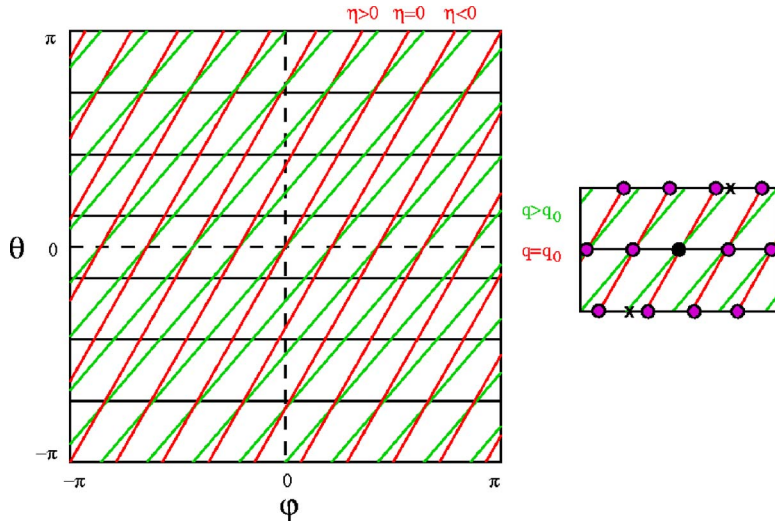 η>0 η=0 η<0
π
q>q₀
θ 0
q=q₀
x
x
−π
−π 0 π
φ